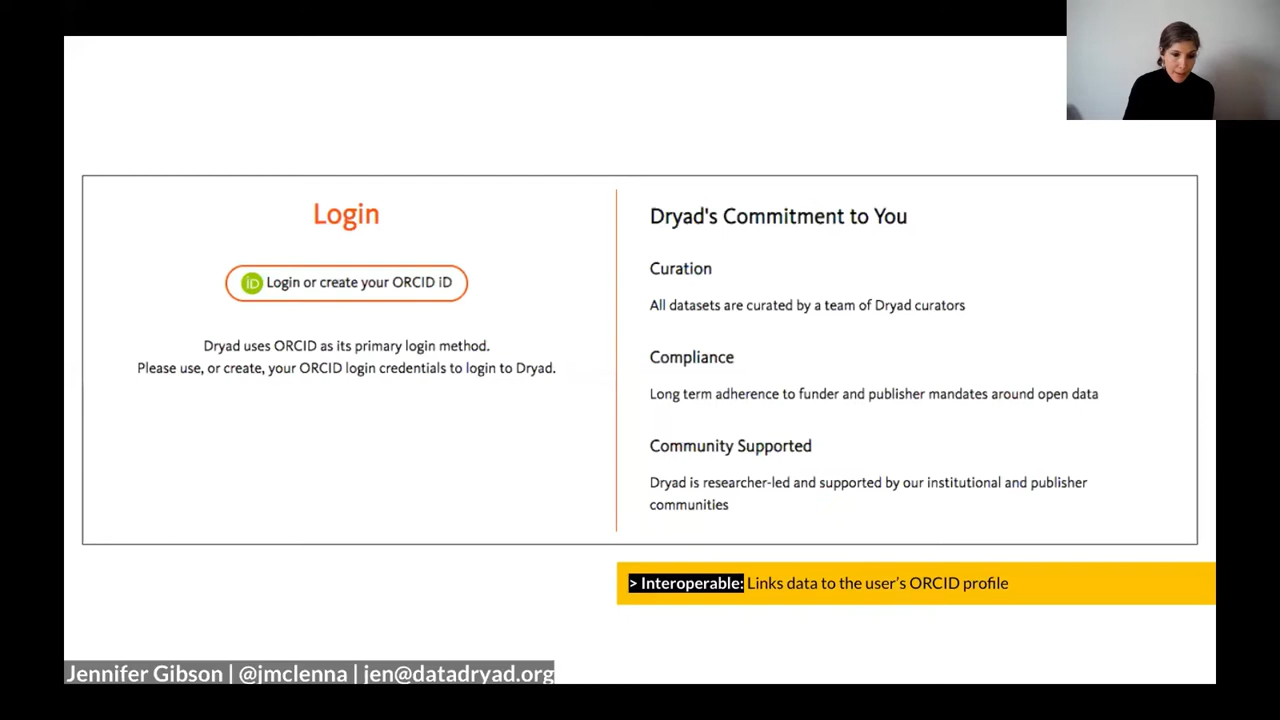 Login
iD Login or create your ORCID iD
Dryad uses ORCID as its primary login method.
Please use, or create, your ORCID login credentials to login to Dryad.
Dryad's Commitment to You
Curation
All datasets are curated by a team of Dryad curators
Compliance
Long term adherence to funder and publisher mandates around open data
Community Supported
Dryad is researcher-led and supported by our institutional and publisher
communities
> Interoperable: Links data to the user’s ORCID profile
Jennifer Gibson | @jmclenna | jen@datadryad.org